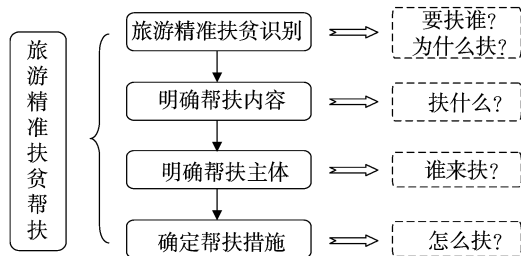 旅游精准扶贫帮扶
旅游精准扶贫识别
要扶谁？
为什么扶？
明确帮扶内容
扶什么？
明确帮扶主体
谁来扶？
确定帮扶措施
怎么扶？